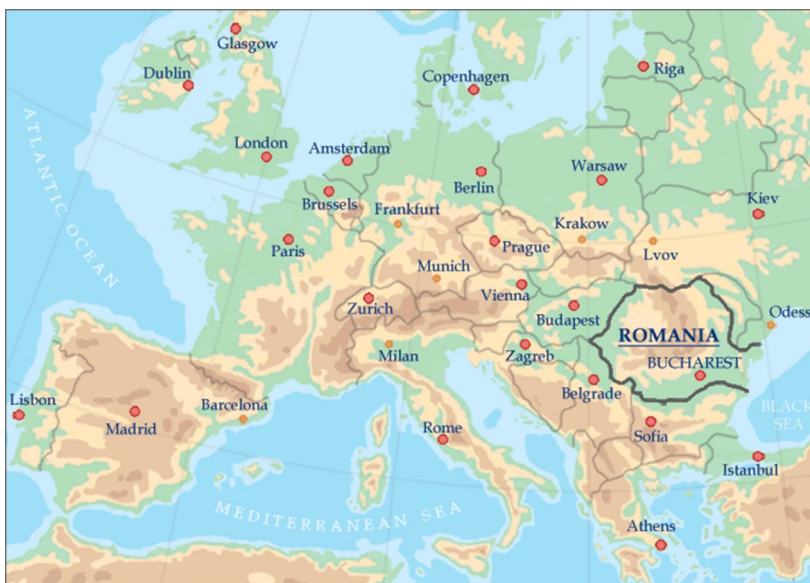 Glasgow
Dublin
Copenhagen
Riga
ATLANTIC OCEAN
London
Amsterdam
Berlin
Warsaw
Brussels
Frankfurt
Kiev
Paris
Prague
Krakow
Lvov
Munich
Vienna
Zurich
Budapest
Odess
ROMANIA
Milan
Zagreb
BUCHAREST
Belgrade
Lisbon
Madrid
Barcelona
Rome
Sofia
BLACK
SEA
Istanbul
MEDITERRANEAN SEA
Athens